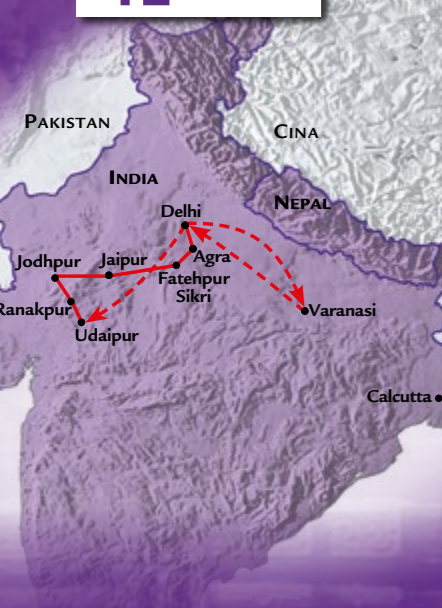 PAKISTAN
CINA
INDIA
NEPAL
Delhi
Jodhpur
Jaipur
Agra
Fatehpur
Sikri
Ranakpur
Udaipur
Varanasi
Calcutta